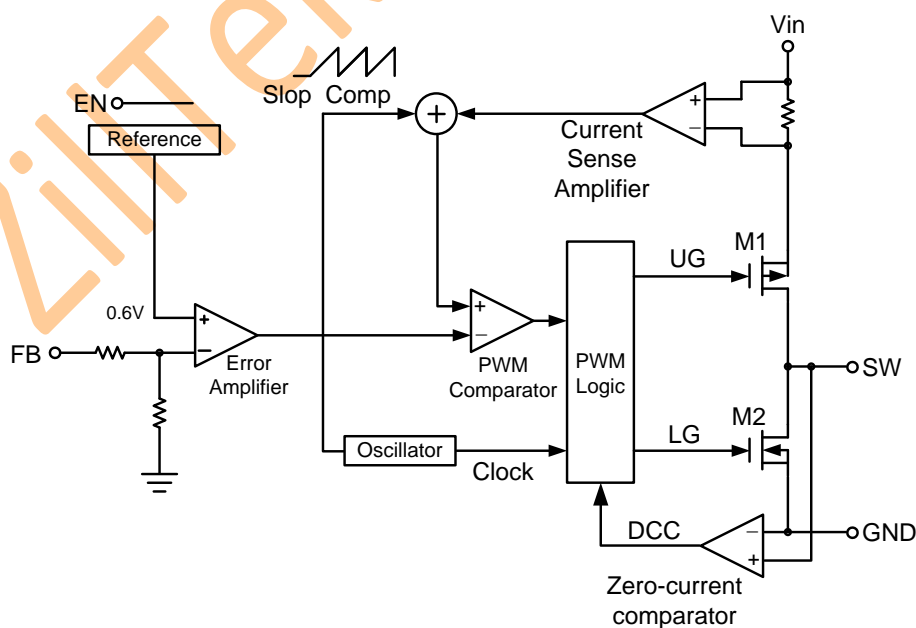 Vin
Slop Comp
EN
Reference
+
+
−
Current
Sense
Amplifier
M1
UG
0.6V
+
−
FB
Error
Amplifier
+
−
PWM
Comparator
PWM
Logic
SW
M2
LG
Oscillator
Clock
DCC
−
+
GND
Zero-current
comparator